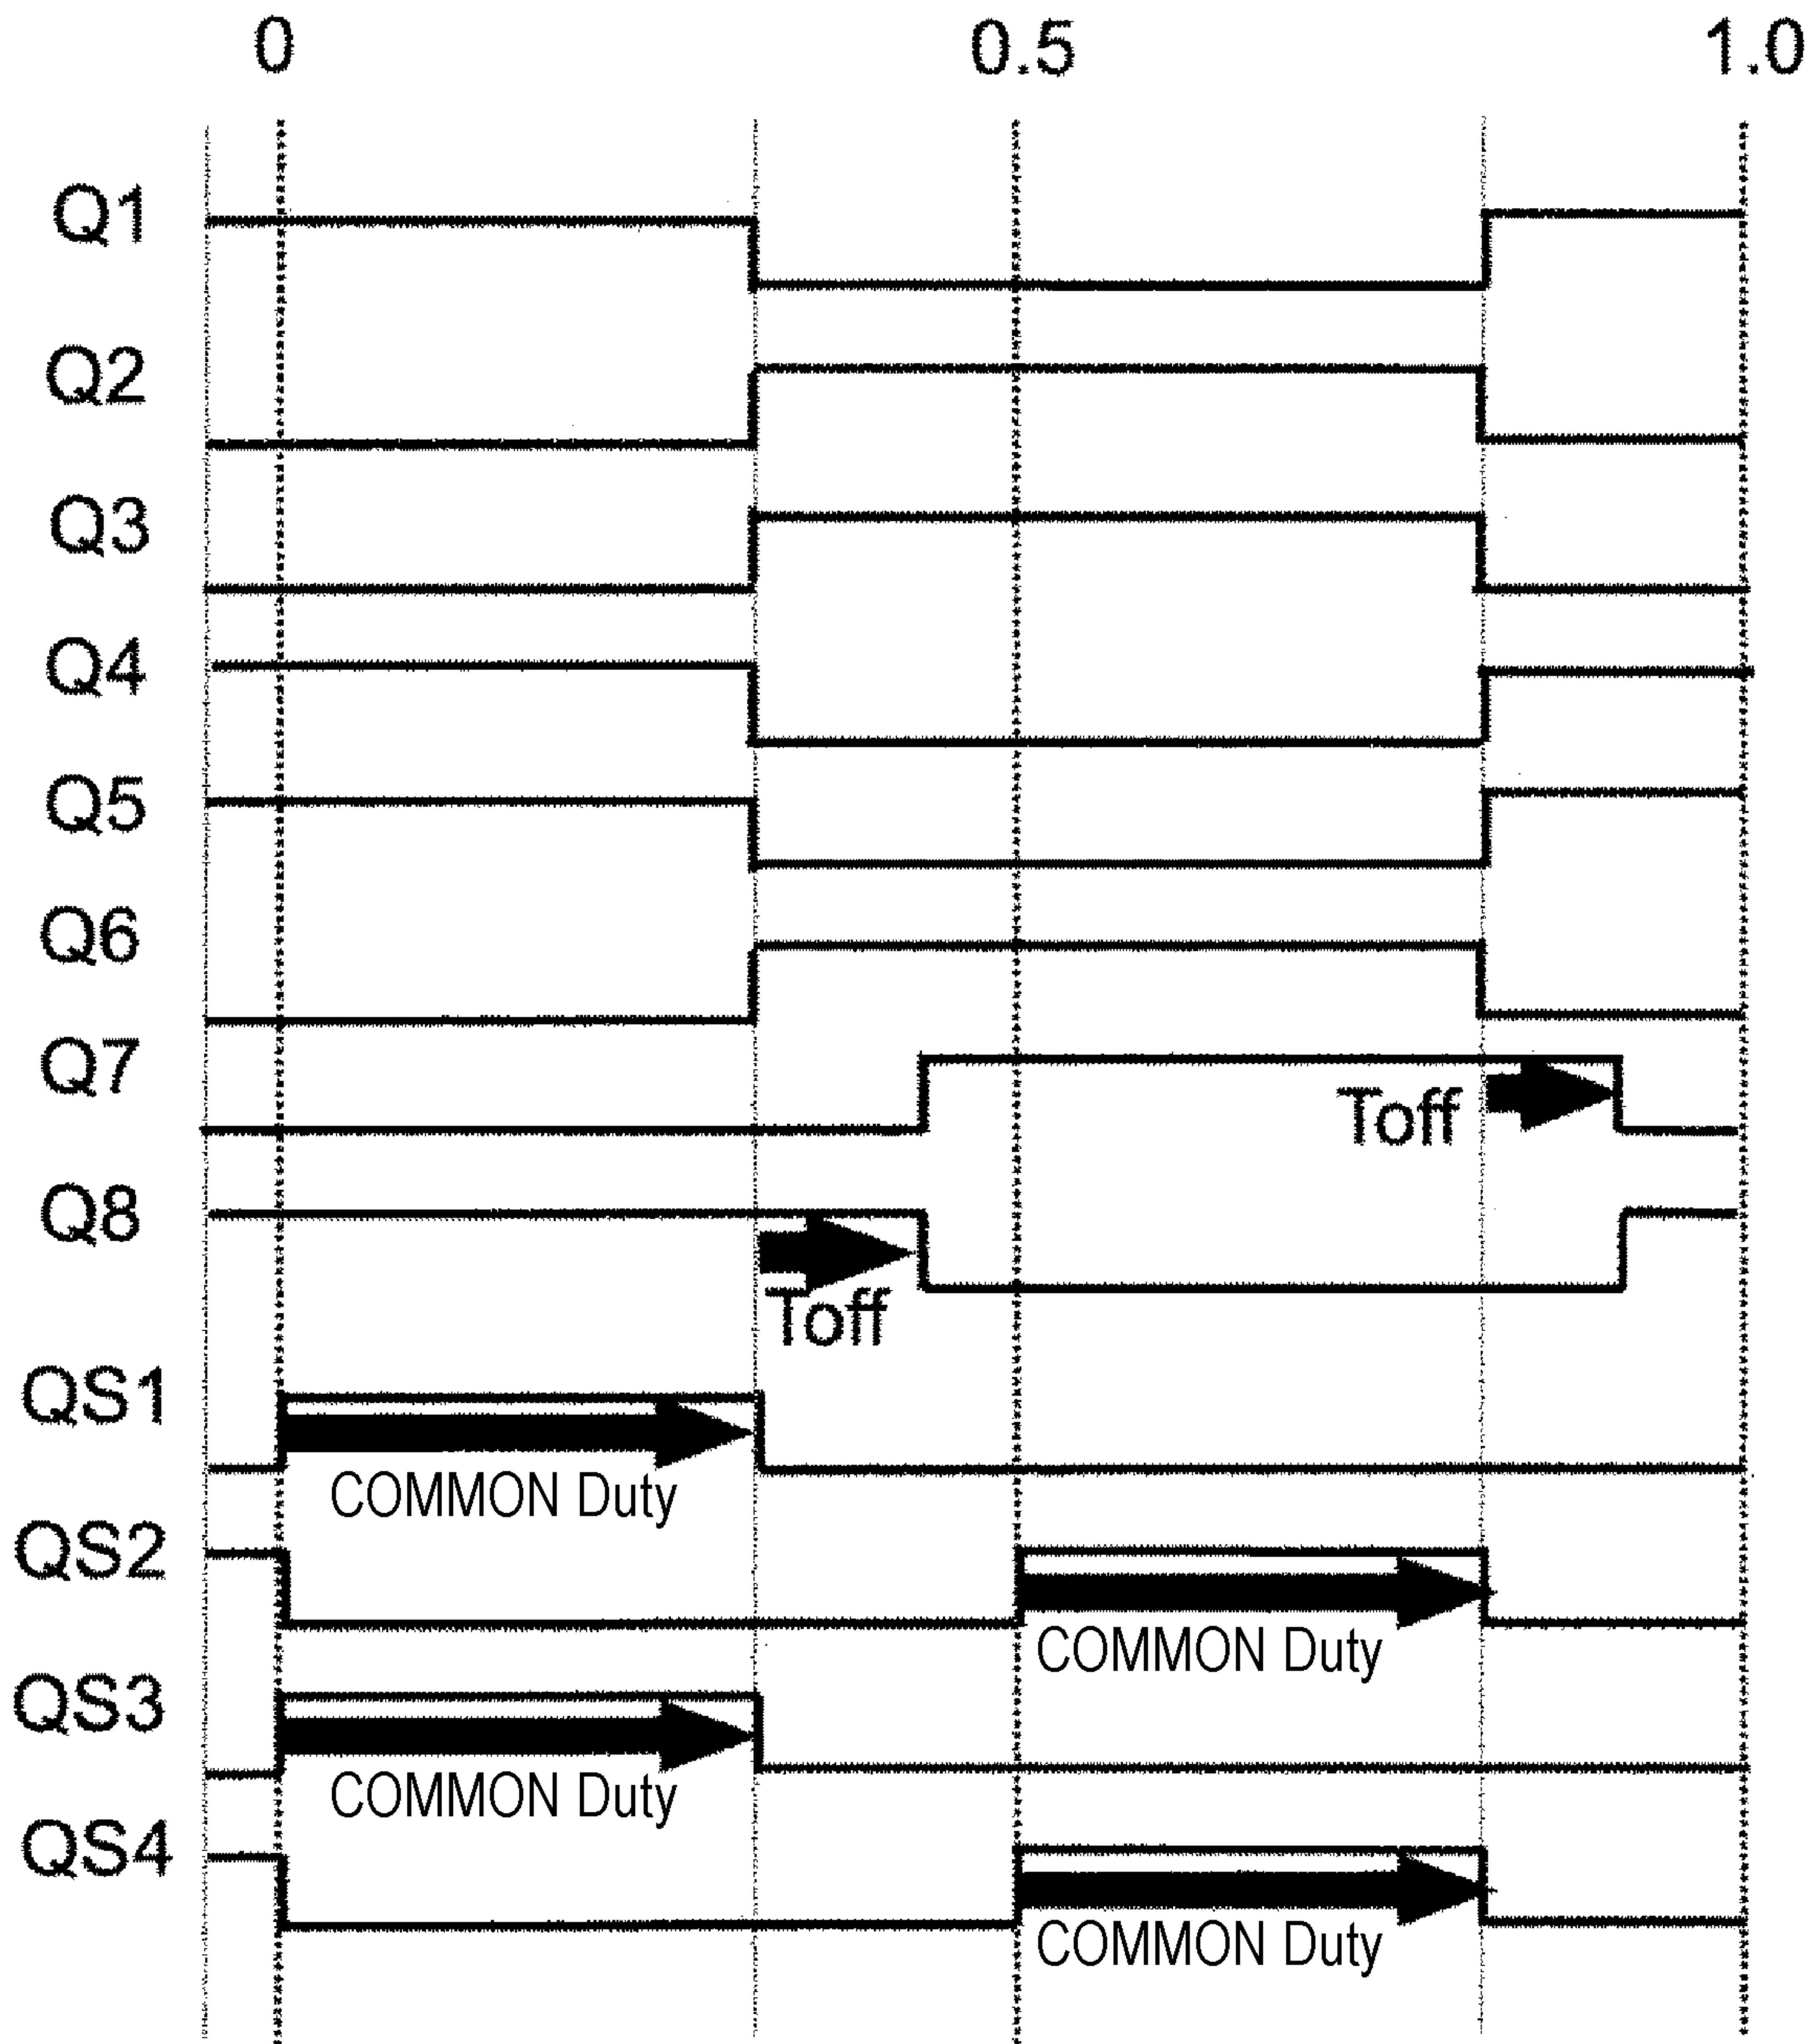 0 0.5 1.0
Q1
Q2
Q3
Q4
Q5
Q6
Q7
Toff
Q8
Toff
QS1
COMMON Duty
QS2
COMMON Duty
QS3
COMMON Duty
QS4
COMMON Duty